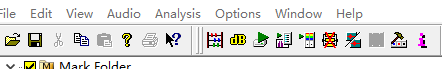 File Edit View Audio Analysis Options Window Help
dB
Mark Folder